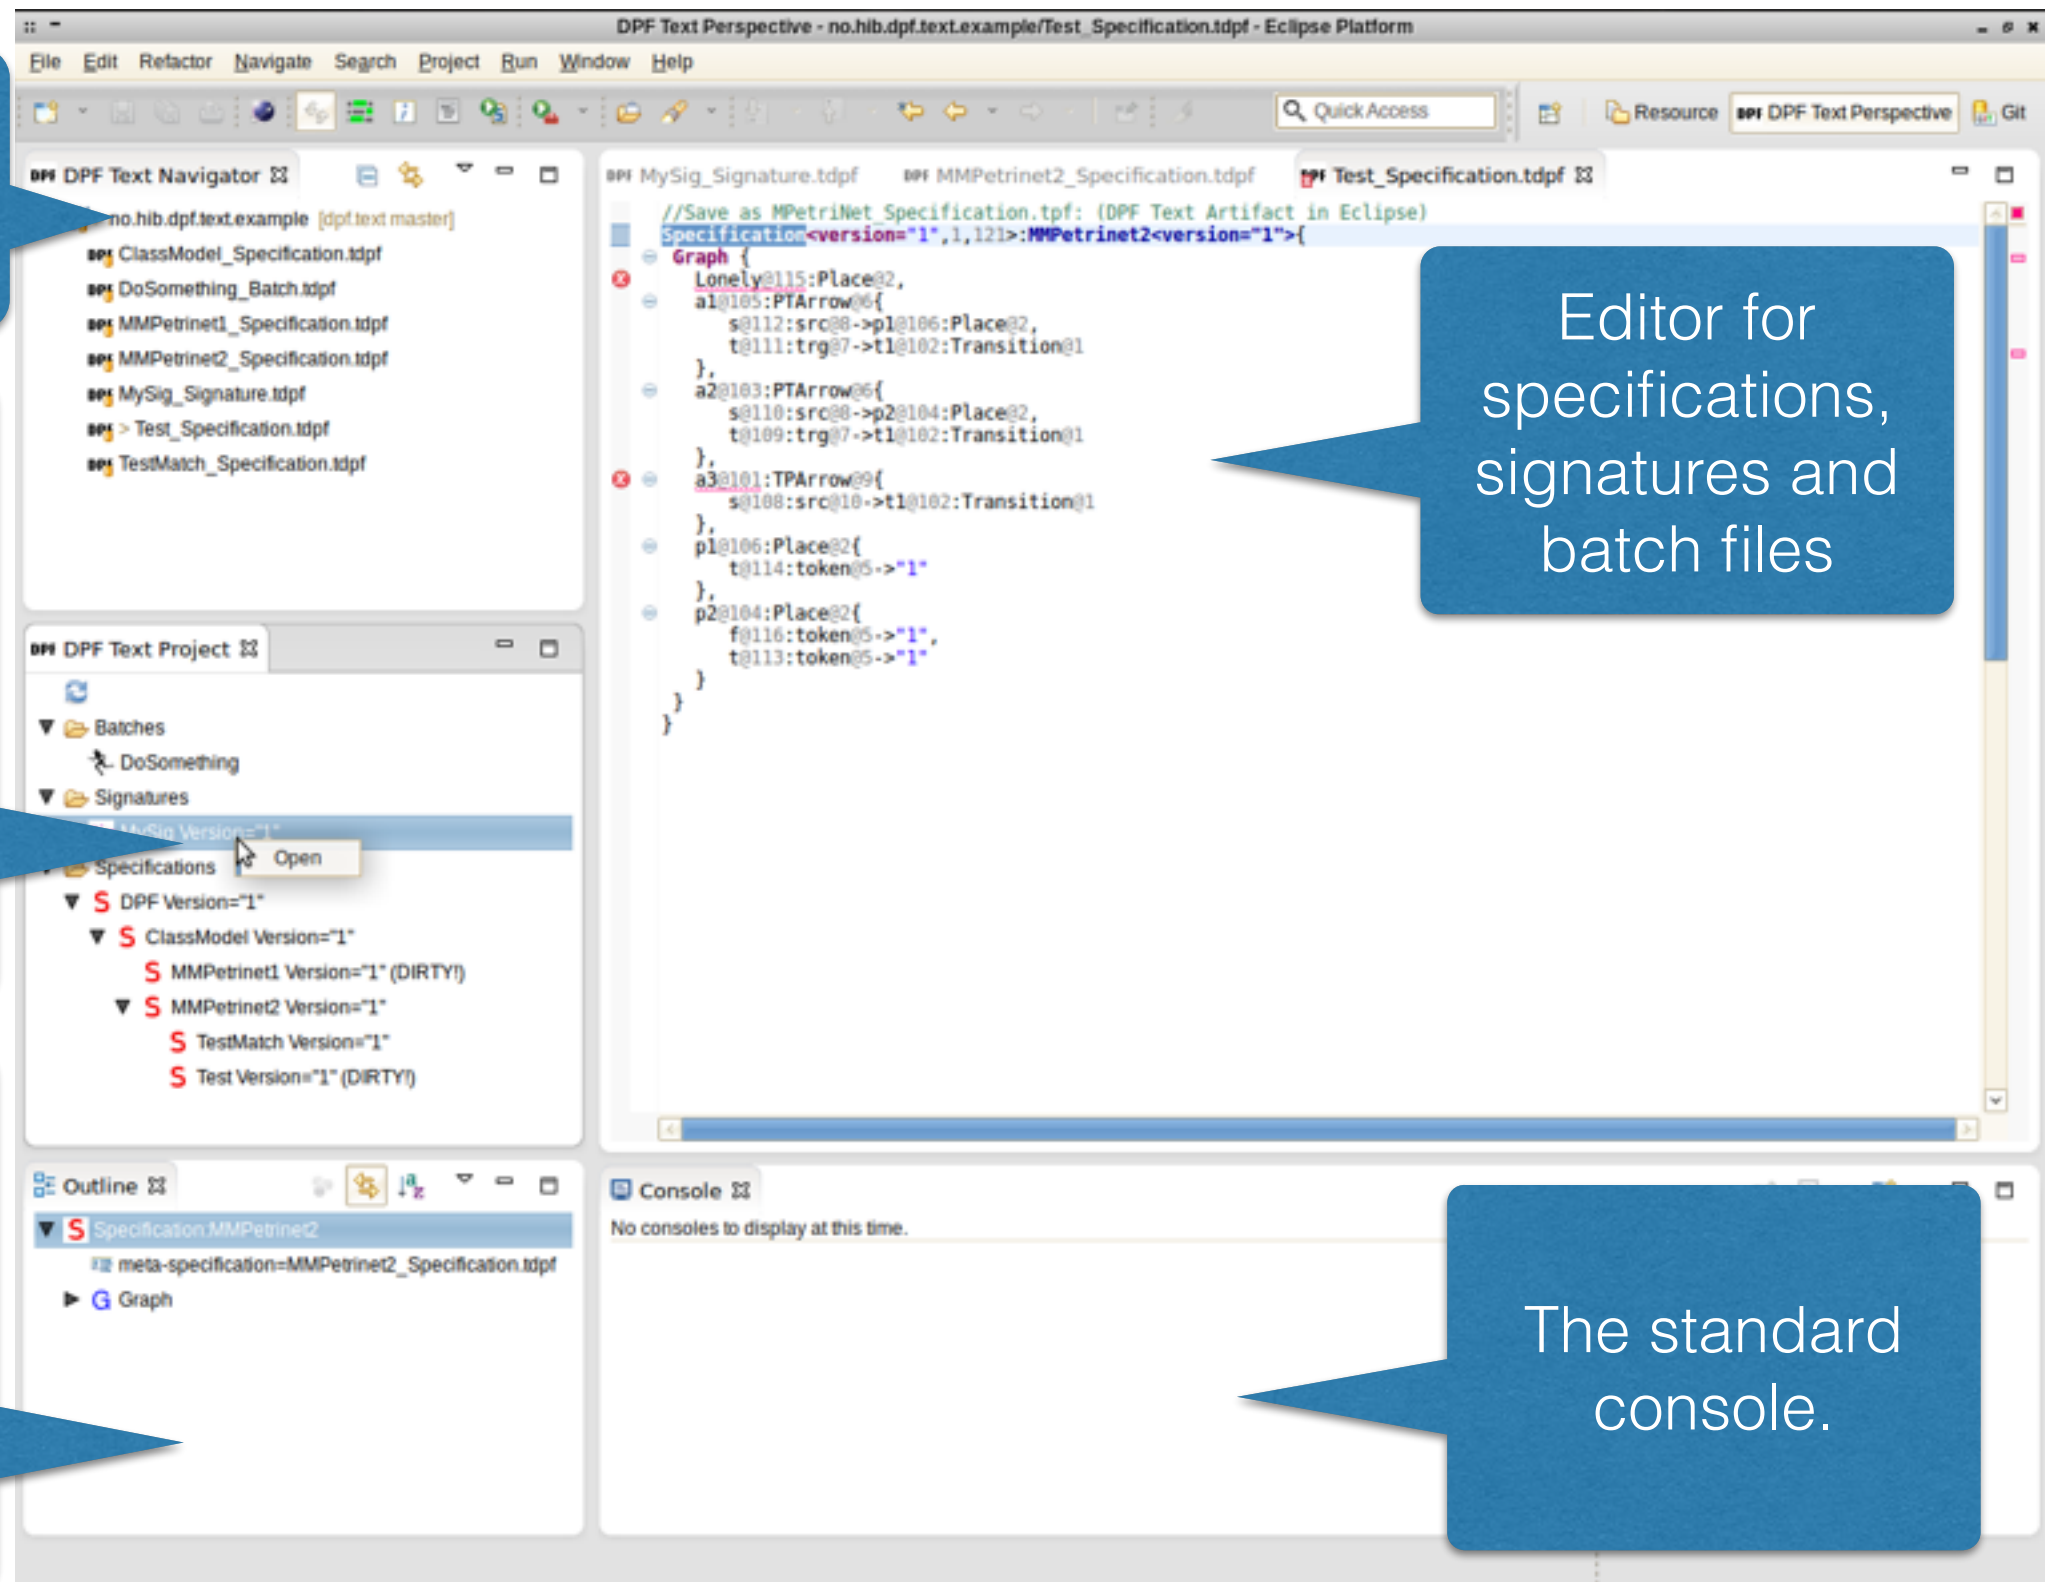 DPF Text Perspective - no.hib.dpf.text.example/Test_Specification.tdpf - Eclipse Platform
File Edit Refactor Navigate Search Project Run Window Help
Quick Access
Resource
DPF DPF Text Perspective
Git
DPF DPF Text Navigator
no.hib.dpf.text.example [dpf.text master]
ClassModel_Specification.tdpf
DoSomething_Batch.tdpf
MMPetrinet1_Specification.tdpf
MMPetrinet2_Specification.tdpf
MySig_Signature.tdpf
> Test_Specification.tdpf
TestMatch_Specification.tdpf
DPF MySig_Signature.tdpf
DPF MMPetrinet2_Specification.tdpf
DPF Test_Specification.tdpf
//Save as MPetriNet_Specification.tpf: (DPF Text Artifact in Eclipse)
Specification<version="1",1,121>:MMPetrinet2<version="1">{
Graph {
Lonely@115:Place@2,
a1@105:PTArrow@6{
s@112:src@8->p1@106:Place@2,
t@111:trg@7->t1@102:Transition@1
},
a2@103:PTArrow@6{
s@110:src@8->p2@104:Place@2,
t@109:trg@7->t1@102:Transition@1
},
a3@101:TPArrow@9{
s@108:src@10->t1@102:Transition@1
},
p1@106:Place@2{
t@114:token@5->"1"
},
p2@104:Place@2{
f@116:token@5->"1",
t@113:token@5->"1"
}
}
}
Editor for
specifications,
signatures and
batch files
DPF DPF Text Project
Batches
DoSomething
Signatures
MySig Version="1"
Open
Specifications
S DPF Version="1"
S ClassModel Version="1"
S MMPetrinet1 Version="1" (DIRTY!)
S MMPetrinet2 Version="1"
S TestMatch Version="1"
S Test Version="1" (DIRTY!)
Outline
S Specification:MMPetrinet2
meta-specification=MMPetrinet2_Specification.tdpf
G Graph
Console
No consoles to display at this time.
The standard
console.